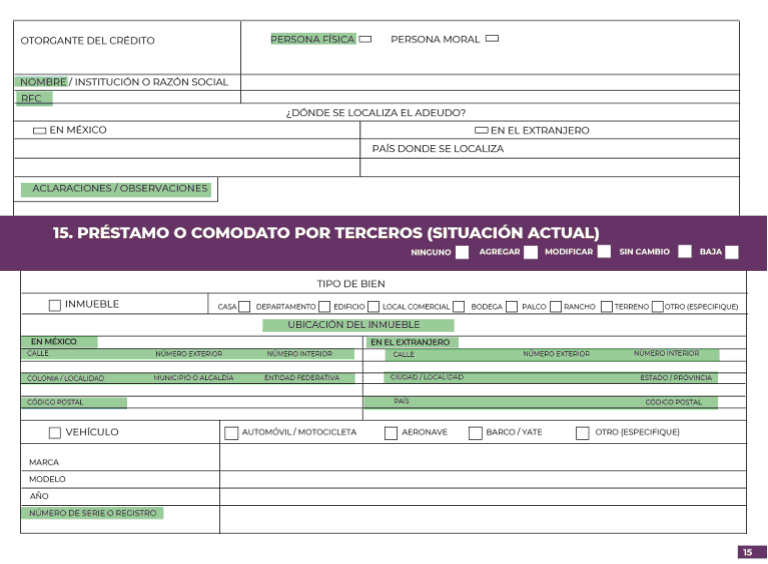 OTORGANTE DEL CRÉDITO PERSONA FÍSICA PERSONA MORAL
NOMBRE / INSTITUCIÓN O RAZÓN SOCIAL
RFC
¿DÓNDE SE LOCALIZA EL ADEUDO?
EN MÉXICO EN EL EXTRANJERO
PAÍS DONDE SE LOCALIZA
ACLARACIONES / OBSERVACIONES
15. PRÉSTAMO O COMODATO POR TERCEROS (SITUACIÓN ACTUAL)
NINGUNO AGREGAR MODIFICAR SIN CAMBIO BAJA
TIPO DE BIEN
INMUEBLE CASA DEPARTAMENTO EDIFICIO LOCAL COMERCIAL BODEGA PALCO RANCHO TERRENO OTRO (ESPECIFIQUE)
UBICACIÓN DEL INMUEBLE
EN MÉXICO EN EL EXTRANJERO
CALLE NÚMERO EXTERIOR NÚMERO INTERIOR CALLE NÚMERO EXTERIOR NÚMERO INTERIOR
COLONIA / LOCALIDAD MUNICIPIO O ALCALDÍA ENTIDAD FEDERATIVA CIUDAD / LOCALIDAD ESTADO / PROVINCIA
CÓDIGO POSTAL PAÍS CÓDIGO POSTAL
VEHÍCULO AUTOMÓVIL / MOTOCICLETA AERONAVE BARCO / YATE OTRO (ESPECIFIQUE)
MARCA
MODELO
AÑO
NÚMERO DE SERIE O REGISTRO
15